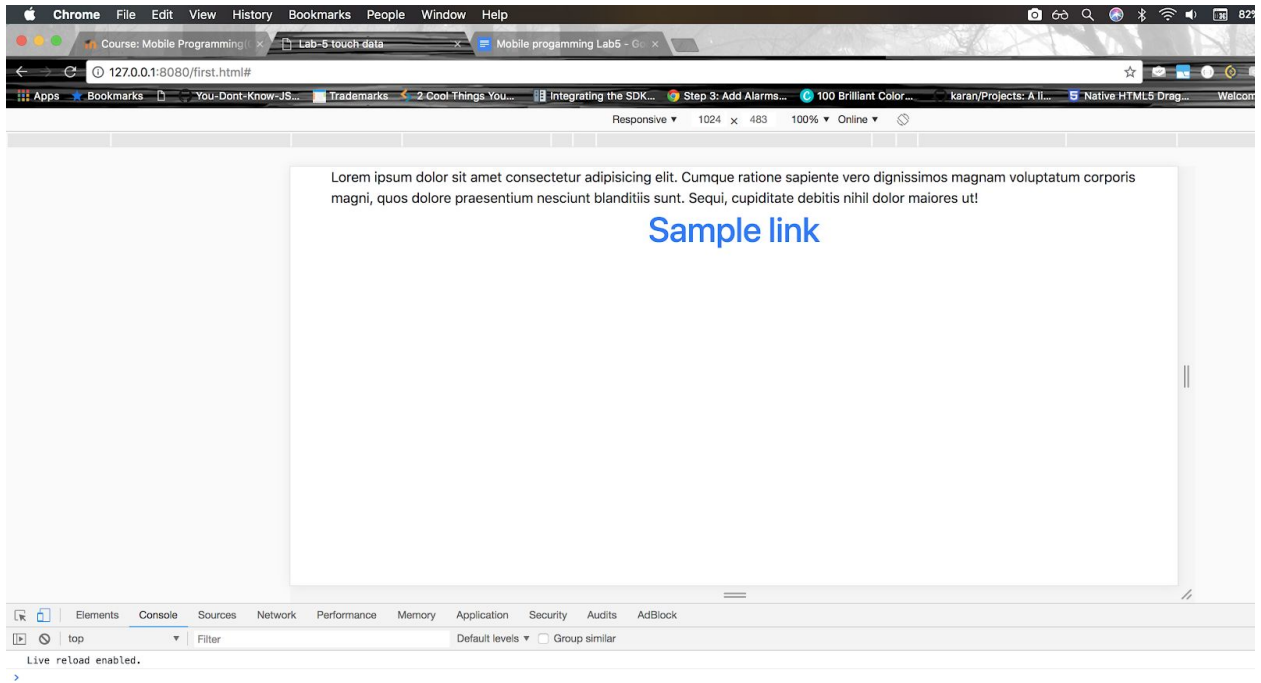 Chrome File Edit View History Bookmarks People Window Help 82%
Course: Mobile Programming( Lab-5 touch data Mobile progamming Lab5 - Go
127.0.0.1:8080/first.html#
Apps Bookmarks You-Dont-Know-JS... Trademarks 2 Cool Things You... Integrating the SDK... Step 3: Add Alarms... 100 Brilliant Color... karan/Projects: A li... Native HTML5 Drag... Welcom
Responsive ▼ 1024 × 483 100% ▼ Online ▼
Lorem ipsum dolor sit amet consectetur adipisicing elit. Cumque ratione sapiente vero dignissimos magnam voluptatum corporis
magni, quos dolore praesentium nesciunt blanditiis sunt. Sequi, cupiditate debitis nihil dolor maiores ut!
Sample link
Elements Console Sources Network Performance Memory Application Security Audits AdBlock
top ▼ Filter Default levels ▼ Group similar
Live reload enabled.
>